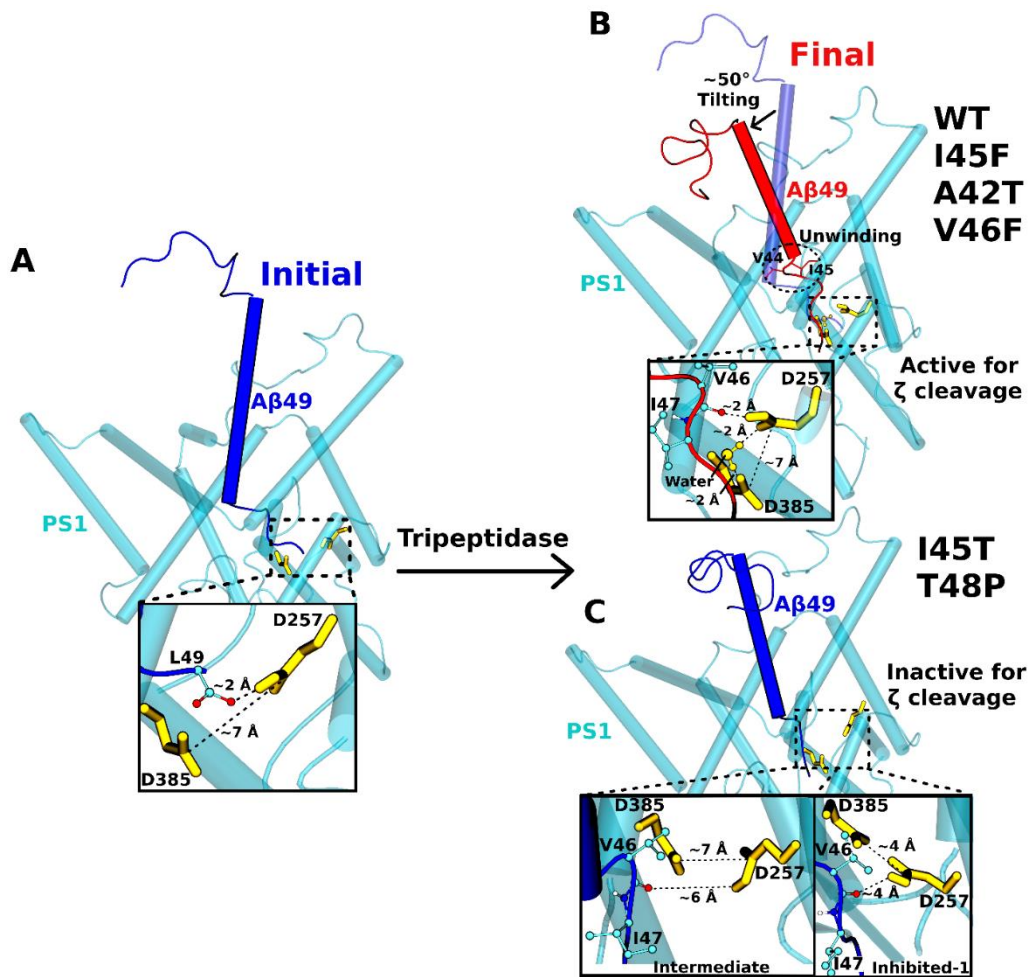 A
Initial
Aβ49
PS1
D257
L49
~2 Å
~7 Å
D385
Tripeptidase
B
Final
~50°
Tilting
Aβ49
Unwinding
V44
I45
PS1
WT
I45F
A42T
V46F
Active for
ζ cleavage
V46
D257
I47
~2 Å
~2 Å
~7 Å
Water
~2 Å
D385
C
Aβ49
PS1
I45T
T48P
Inactive for
ζ cleavage
D385
V46
~7 Å
D257
~6 Å
I47
Intermediate
D385
V46
~4 Å
~4 Å
D257
I47
Inhibited-1